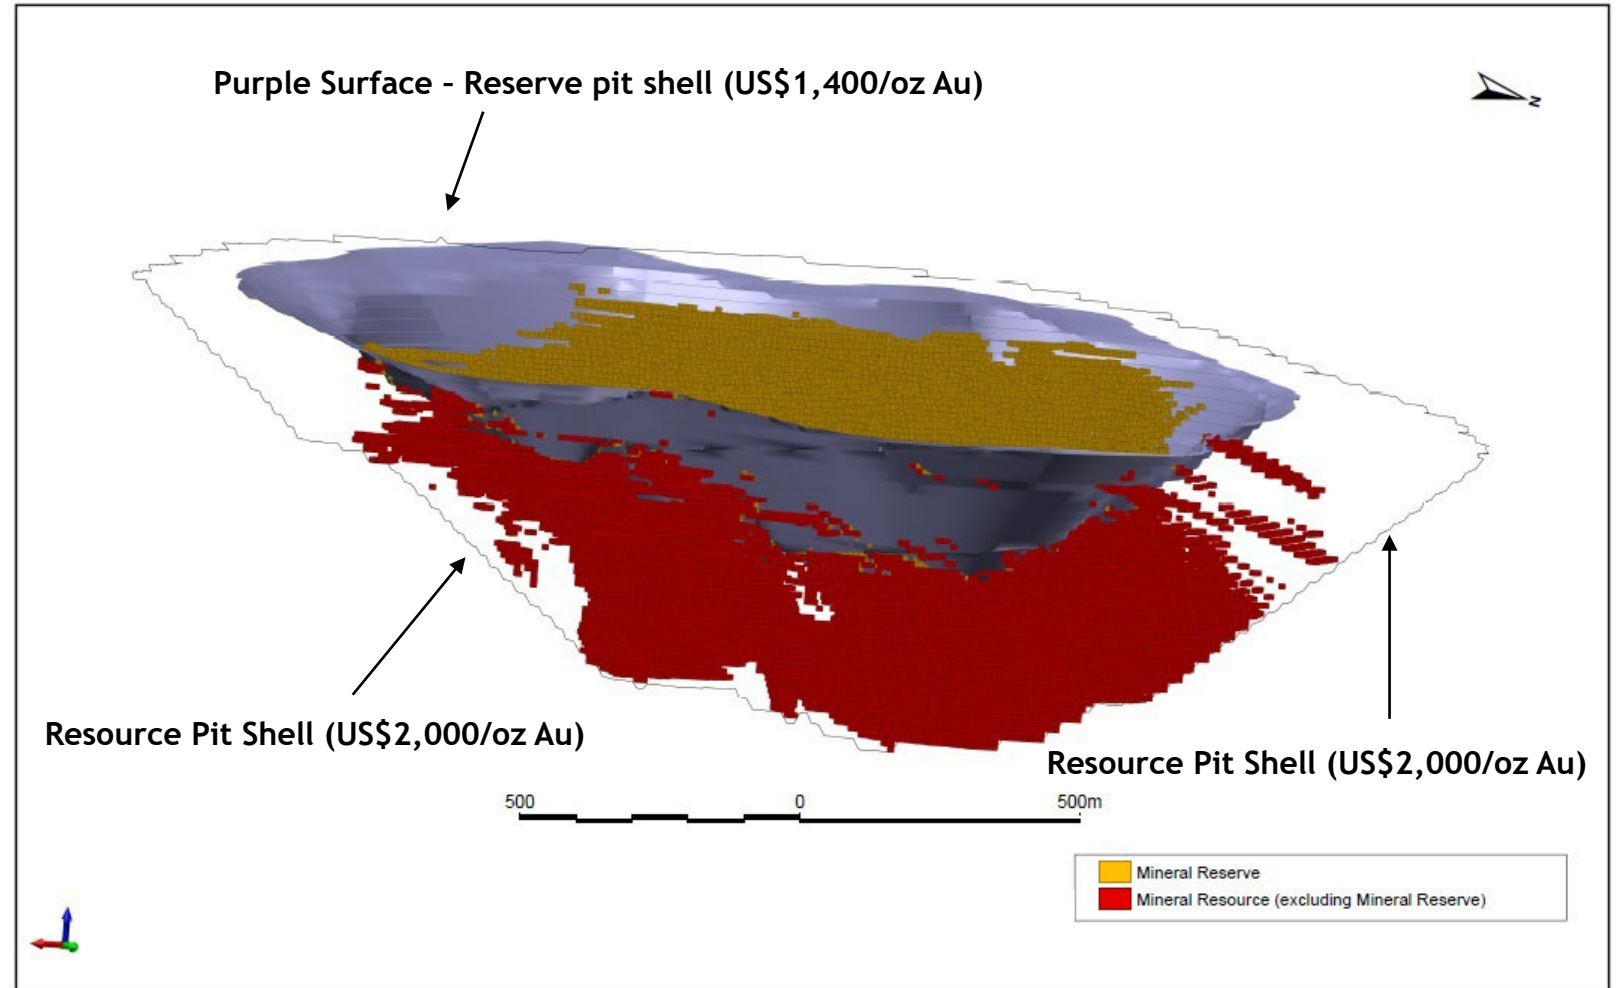 Purple Surface – Reserve pit shell (US$1,400/oz Au)
N
Resource Pit Shell (US$2,000/oz Au)
Resource Pit Shell (US$2,000/oz Au)
500 0 500m
Mineral Reserve
Mineral Resource (excluding Mineral Reserve)